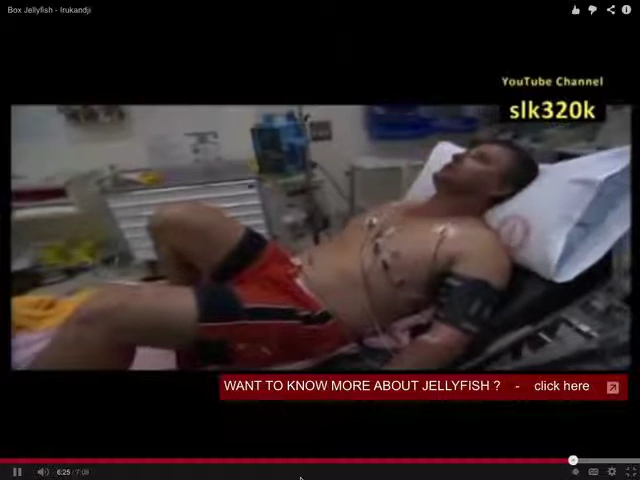 Box Jellyfish - Irukandji
YouTube Channel
slk320k
WANT TO KNOW MORE ABOUT JELLYFISH ? - click here
6:25 / 7:09